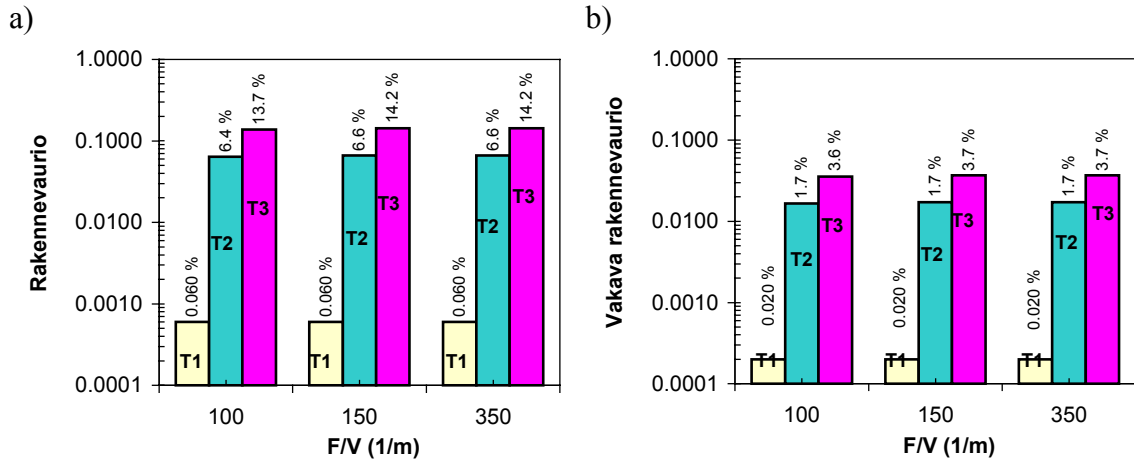 a)
Rakennevaurio
1.0000
0.1000
0.0100
0.0010
0.0001
0.060 %
6.4 %
13.7 %
0.060 %
6.6 %
14.2 %
0.060 %
6.6 %
14.2 %
T1
T2
T3
T1
T2
T3
T1
T2
T3
100
150
350
F/V (1/m)
b)
Vakava rakennevaurio
1.0000
0.1000
0.0100
0.0010
0.0001
0.020 %
1.7 %
3.6 %
0.020 %
1.7 %
3.7 %
0.020 %
1.7 %
3.7 %
T1
T2
T3
T1
T2
T3
T1
T2
T3
100
150
350
F/V (1/m)